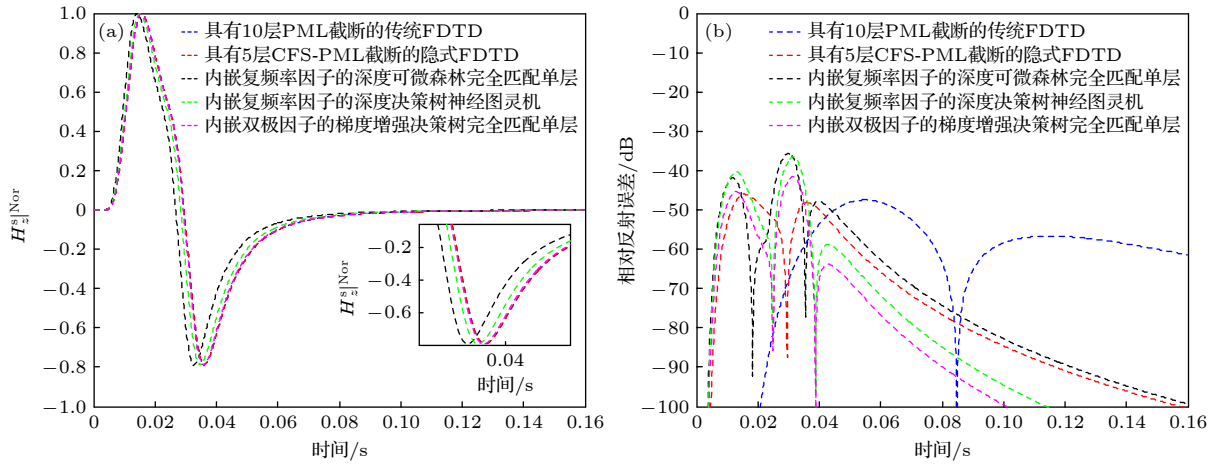 (a)
具有10层PML截断的传统FDTD
具有5层CFS-PML截断的隐式FDTD
内嵌复频率因子的深度可微森林完全匹配单层
内嵌复频率因子的深度决策树神经图灵机
内嵌双极因子的梯度增强决策树完全匹配单层
1.0
0.8
0.6
0.4
0.2
0
−0.2
−0.4
−0.6
−0.8
−1.0
H_z^s|^Nor
0
0.02
0.04
0.06
0.08
0.10
0.12
0.14
0.16
时间/s
−0.2
−0.4
−0.6
H_z^s|^Nor
0.04
时间/s
(b)
具有10层PML截断的传统FDTD
具有5层CFS-PML截断的隐式FDTD
内嵌复频率因子的深度可微森林完全匹配单层
内嵌复频率因子的深度决策树神经图灵机
内嵌双极因子的梯度增强决策树完全匹配单层
0
−10
−20
−30
−40
−50
−60
−70
−80
−90
−100
相对反射误差/dB
0
0.02
0.04
0.06
0.08
0.10
0.12
0.14
0.16
时间/s